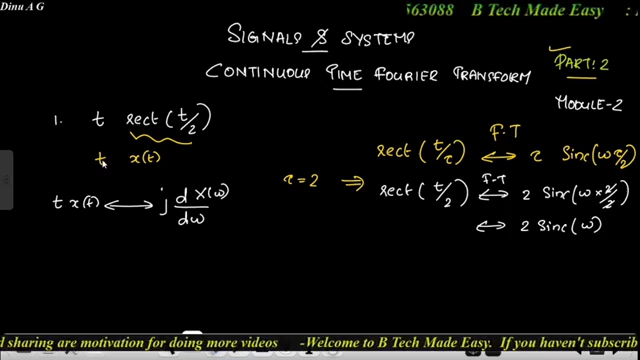 Dinu A G
563088 B Tech Made Easy :
SIGNALS & SYSTEMS
CONTINUOUS TIME FOURIER TRANSFORM
PART: 2
MODULE-2
1. t rect(t/2)
t x(t)
t x(t) ⟷ j d X(ω)/dω
rect(t/τ) ⟷ F.T τ Sinc(ωτ/2)
τ = 2 ⇒ rect(t/2) ⟷ F.T 2 Sinc(ω×2/2)
⟷ 2 Sinc(ω)
d sharing are motivation for doing more videos -Welcome to B Tech Made Easy. If you haven't subscrib